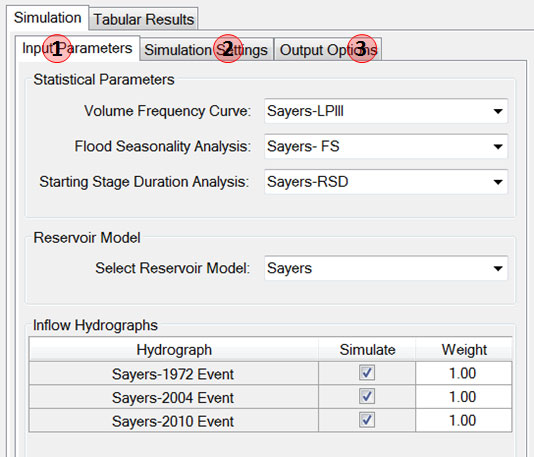 Simulation Tabular Results
Input Parameters Simulation Settings Output Options
1 2 3
Statistical Parameters
Volume Frequency Curve: Sayers-LPIII
Flood Seasonality Analysis: Sayers- FS
Starting Stage Duration Analysis: Sayers-RSD
Reservoir Model
Select Reservoir Model: Sayers
Inflow Hydrographs
Hydrograph Simulate Weight
Sayers-1972 Event 1.00
Sayers-2004 Event 1.00
Sayers-2010 Event 1.00